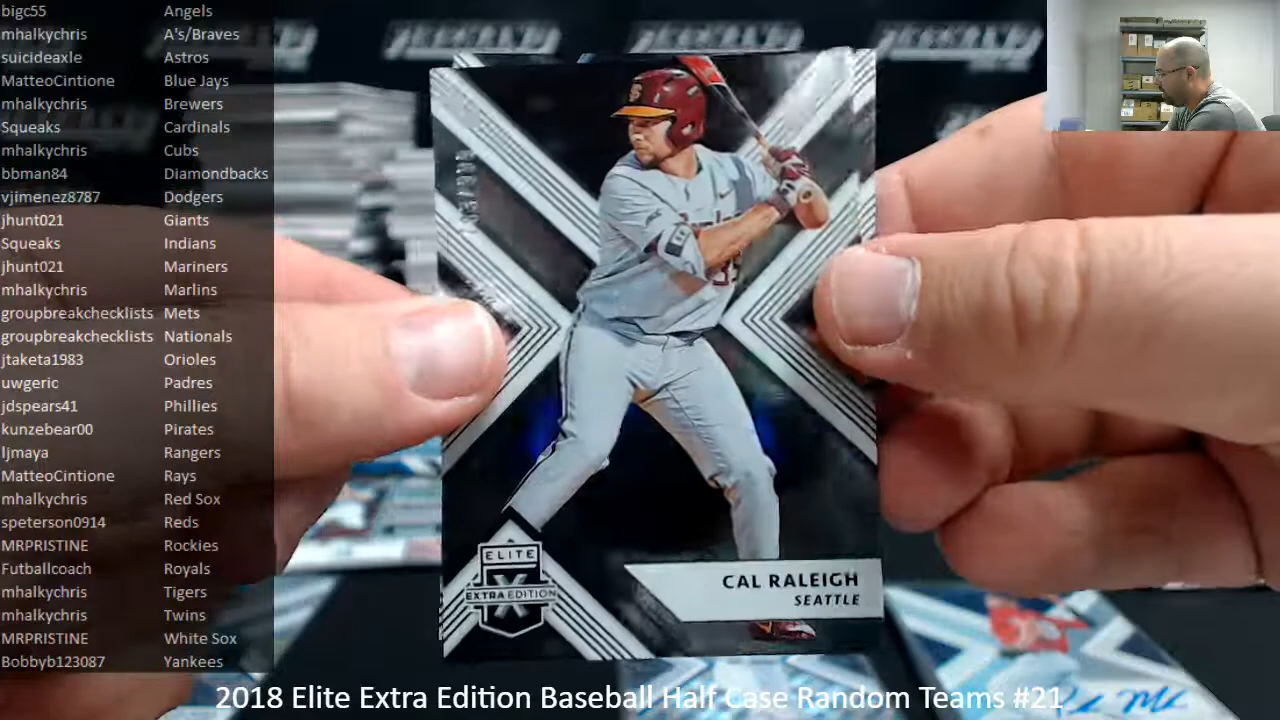 bigc55 Angels
mhalkychris A's/Braves
suicideaxle Astros
MatteoCintione Blue Jays
mhalkychris Brewers
Squeaks Cardinals
mhalkychris Cubs
bbman84 Diamondbacks
vjimenez8787 Dodgers
jhunt021 Giants
Squeaks Indians
jhunt021 Mariners
mhalkychris Marlins
groupbreakchecklists Mets
groupbreakchecklists Nationals
jtaketa1983 Orioles
uwgeric Padres
jdspears41 Phillies
kunzebear00 Pirates
ljmaya Rangers
MatteoCintione Rays
mhalkychris Red Sox
speterson0914 Reds
MRPRISTINE Rockies
Futballcoach Royals
mhalkychris Tigers
mhalkychris Twins
MRPRISTINE White Sox
Bobbyb123087 Yankees
ELITE
X
EXTRA EDITION
CAL RALEIGH
SEATTLE
2018 Elite Extra Edition Baseball Half Case Random Teams #21